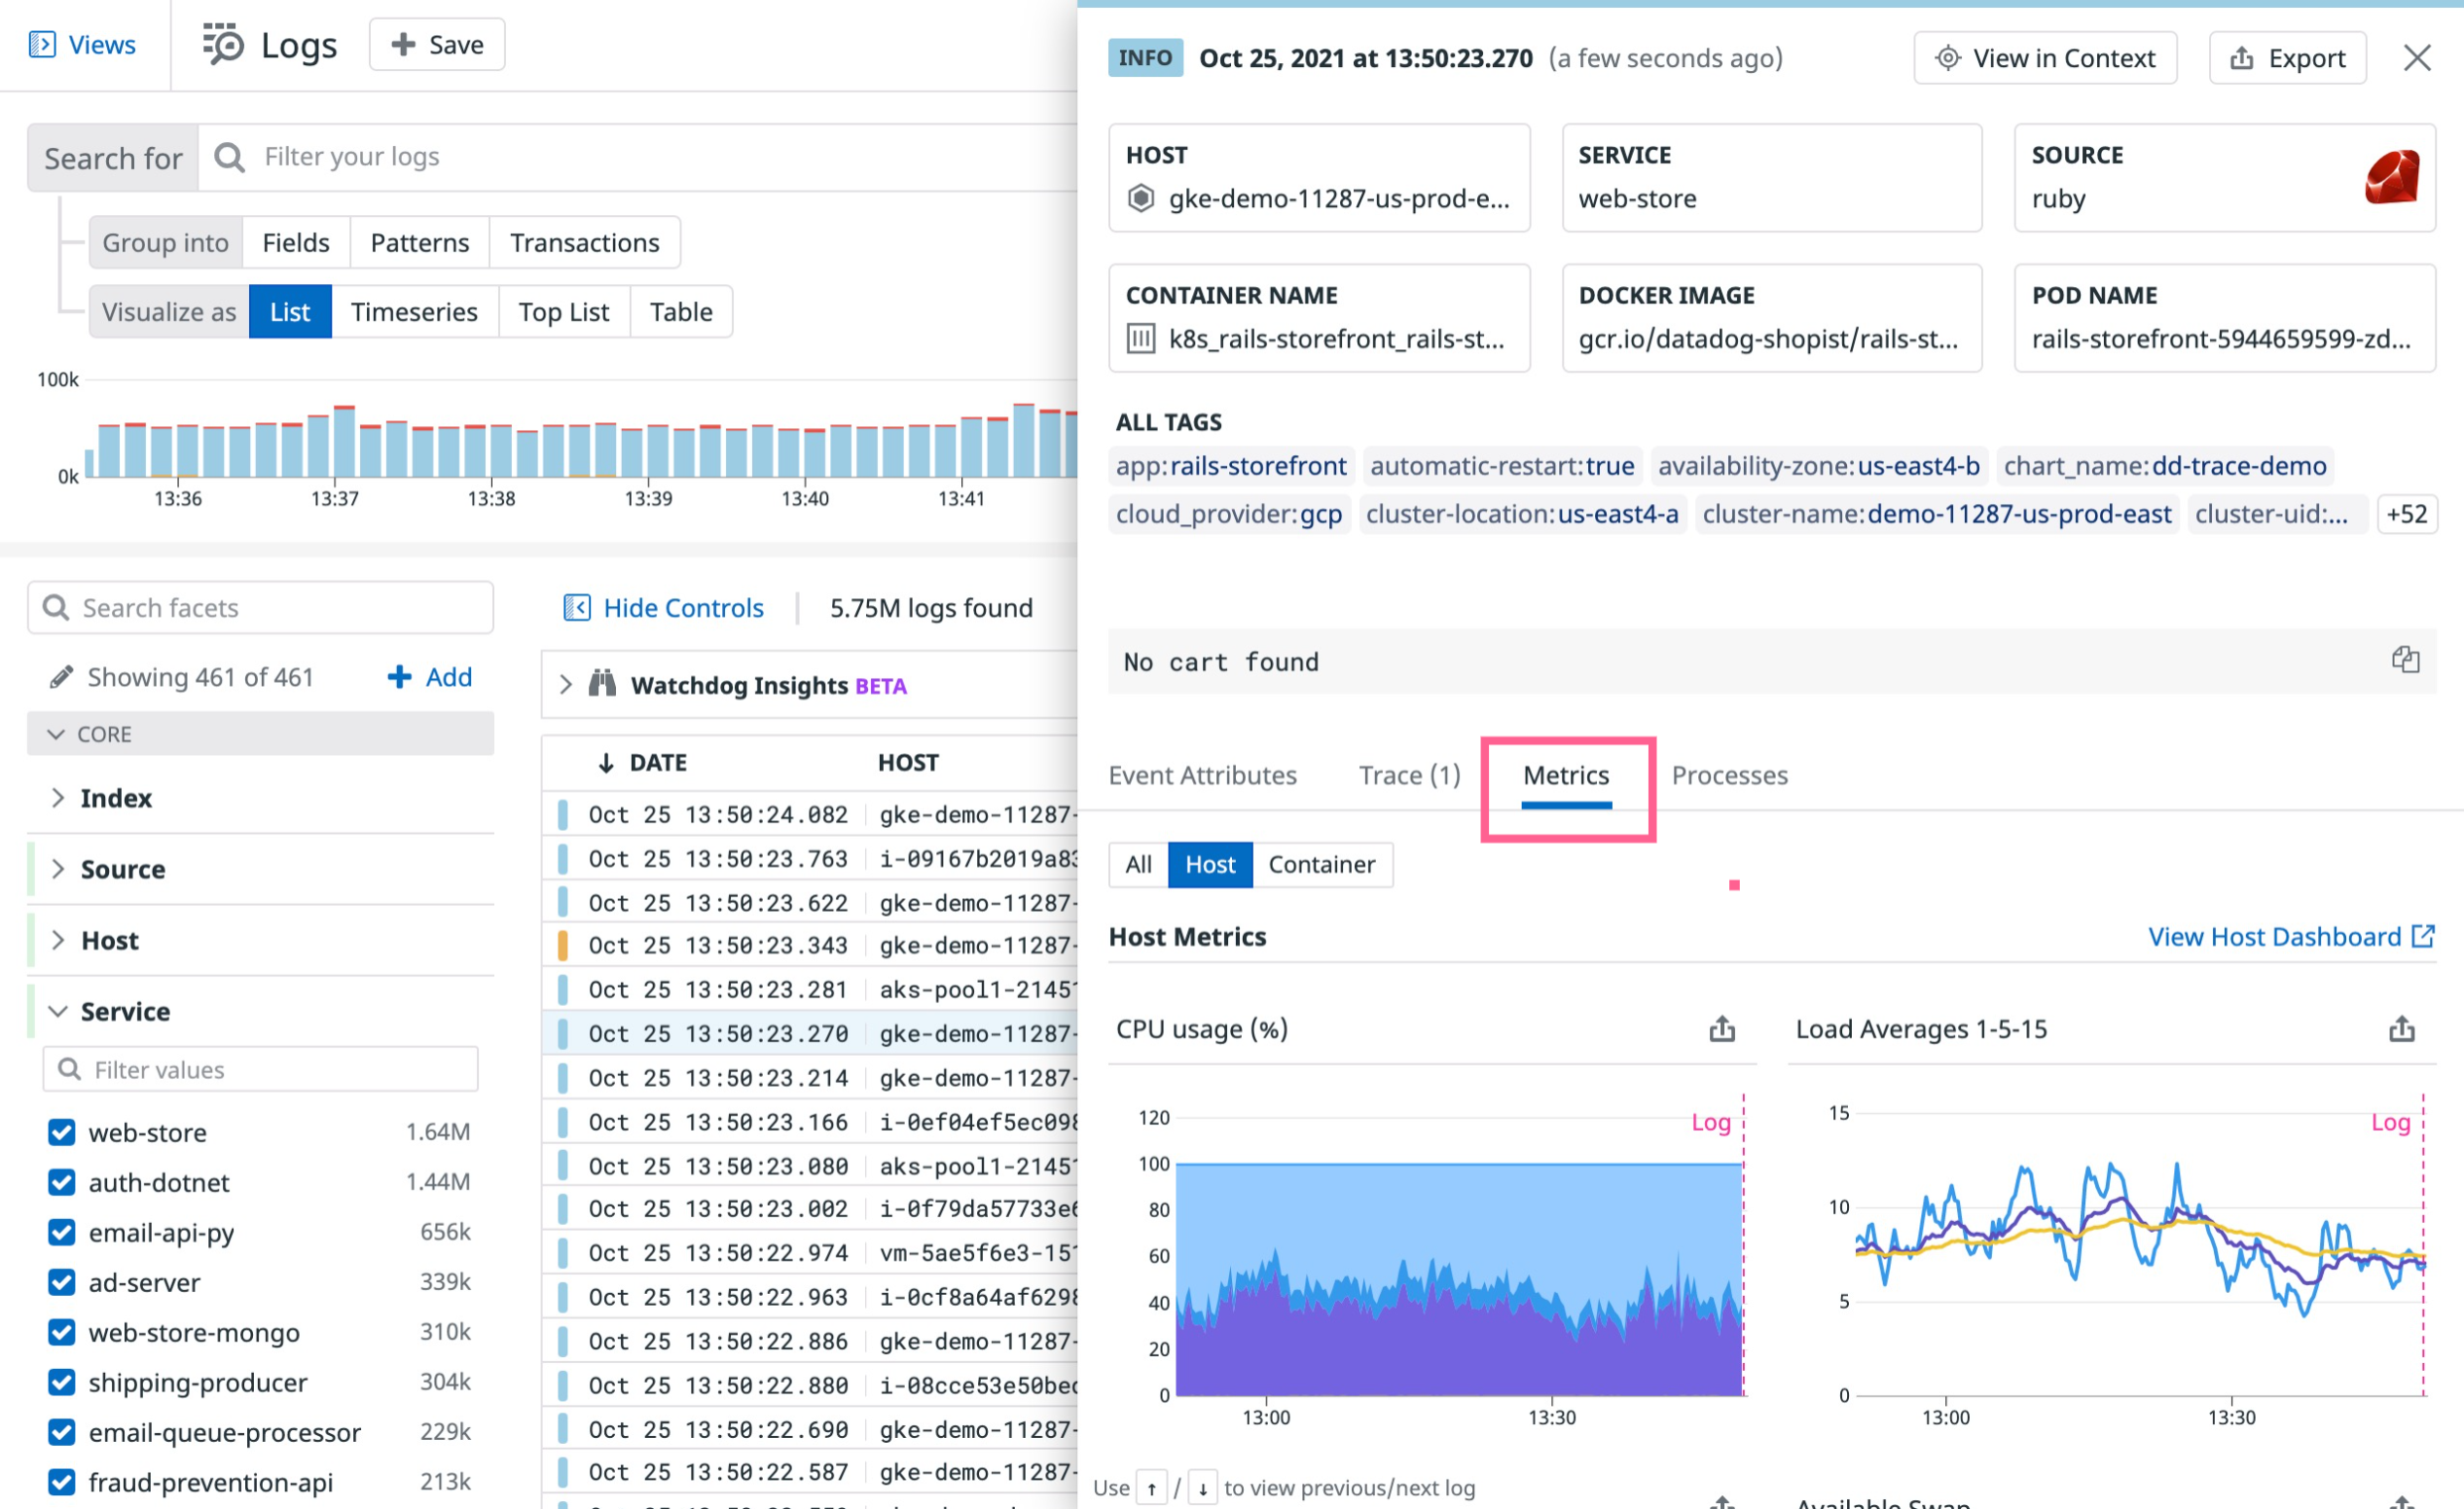 Views
Logs
Save
Search for
Filter your logs
Group into Fields Patterns Transactions
Visualize as List Timeseries Top List Table
100k
0k
13:36 13:37 13:38 13:39 13:40 13:41
Search facets
Showing 461 of 461 Add
CORE
Index
Source
Host
Service
Filter values
web-store 1.64M
auth-dotnet 1.44M
email-api-py 656k
ad-server 339k
web-store-mongo 310k
shipping-producer 304k
email-queue-processor 229k
fraud-prevention-api 213k
Hide Controls
5.75M logs found
Watchdog Insights BETA
DATE HOST
Oct 25 13:50:24.082 gke-demo-11287-
Oct 25 13:50:23.763 i-09167b2019a83
Oct 25 13:50:23.622 gke-demo-11287-
Oct 25 13:50:23.343 gke-demo-11287-
Oct 25 13:50:23.281 aks-pool1-21451
Oct 25 13:50:23.270 gke-demo-11287-
Oct 25 13:50:23.214 gke-demo-11287-
Oct 25 13:50:23.166 i-0ef04ef5ec098
Oct 25 13:50:23.080 aks-pool1-21451
Oct 25 13:50:23.002 i-0f79da57733e6
Oct 25 13:50:22.974 vm-5ae5f6e3-151
Oct 25 13:50:22.963 i-0cf8a64af6298
Oct 25 13:50:22.886 gke-demo-11287-
Oct 25 13:50:22.880 i-08cce53e50bec
Oct 25 13:50:22.690 gke-demo-11287-
Oct 25 13:50:22.587 gke-demo-11287-
INFO Oct 25, 2021 at 13:50:23.270 (a few seconds ago)
View in Context
Export
HOST
gke-demo-11287-us-prod-e...
SERVICE
web-store
SOURCE
ruby
CONTAINER NAME
k8s_rails-storefront_rails-st...
DOCKER IMAGE
gcr.io/datadog-shopist/rails-st...
POD NAME
rails-storefront-5944659599-zd...
ALL TAGS
app:rails-storefront automatic-restart:true availability-zone:us-east4-b chart_name:dd-trace-demo
cloud_provider:gcp cluster-location:us-east4-a cluster-name:demo-11287-us-prod-east cluster-uid:... +52
No cart found
Event Attributes Trace (1) Metrics Processes
All Host Container
Host Metrics
View Host Dashboard
CPU usage (%)
120
100
80
60
40
20
0
Log
13:00 13:30
Load Averages 1-5-15
15
10
5
0
Log
13:00 13:30
Use ↑ / ↓ to view previous/next log
Available Swap